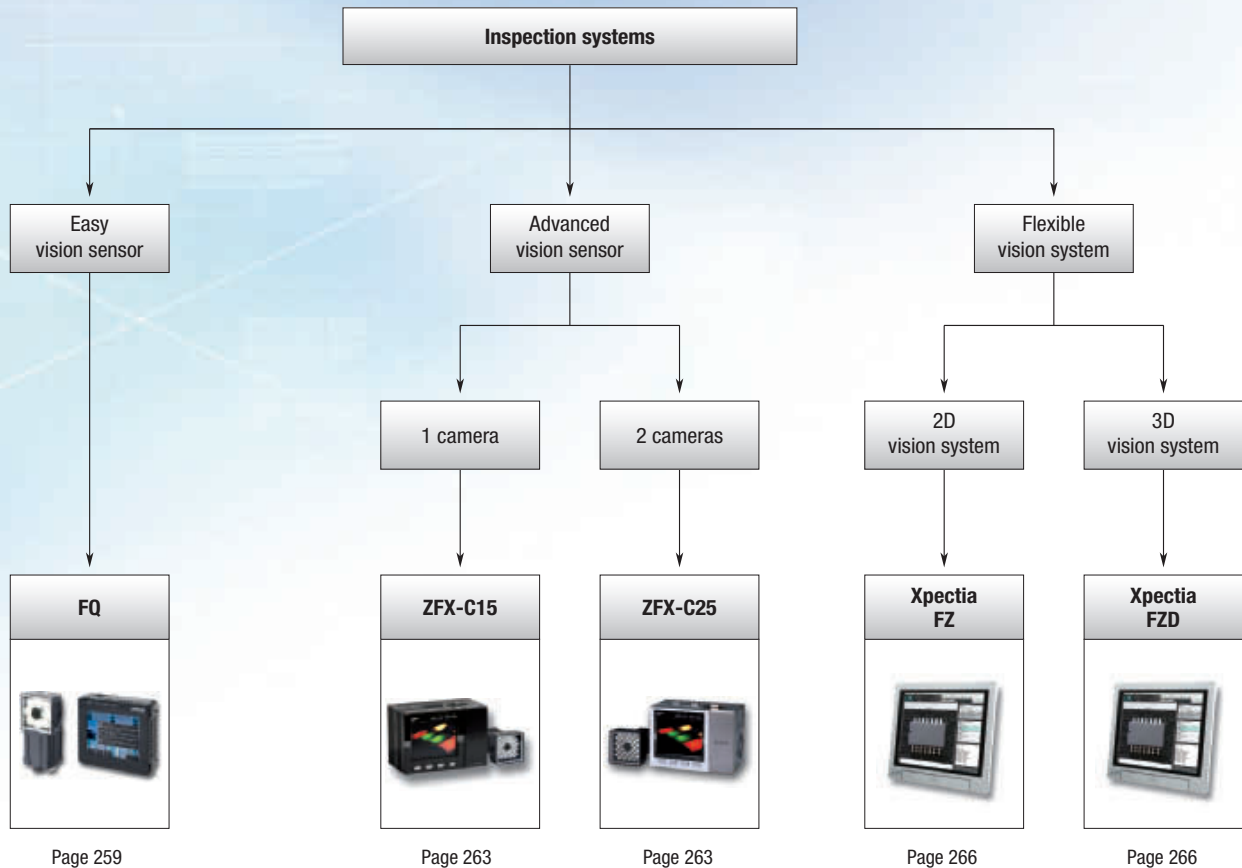 Inspection systems
Easy
vision sensor
Advanced
vision sensor
Flexible
vision system
1 camera
2 cameras
2D
vision system
3D
vision system
FQ
ZFX-C15
ZFX-C25
Xpectia
FZ
Xpectia
FZD
Page 259
Page 263
Page 263
Page 266
Page 266